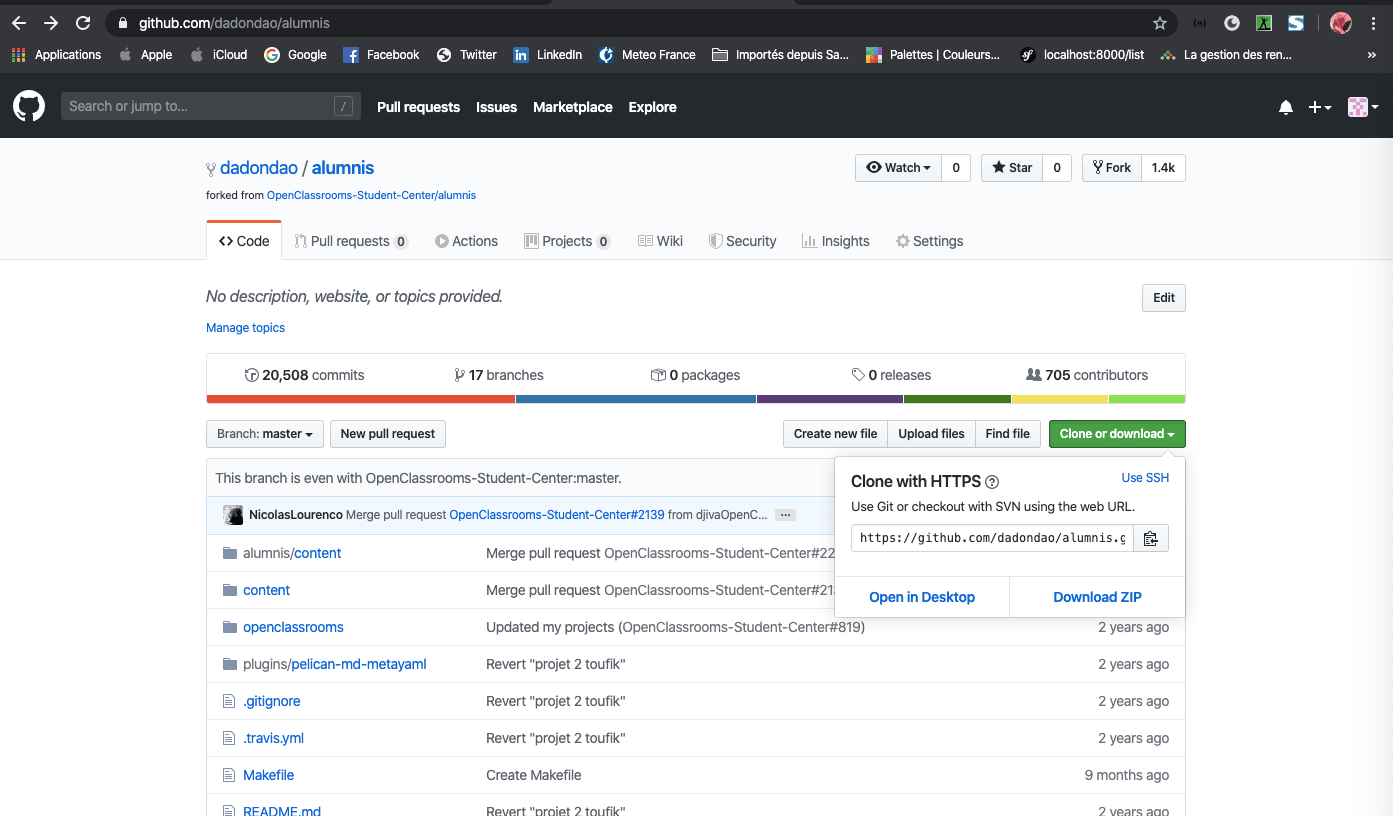 github.com/dadondao/alumnis
Applications Apple iCloud Google Facebook Twitter LinkedIn Meteo France Importés depuis Sa... Palettes | Couleurs... localhost:8000/list La gestion des ren... »
Search or jump to... / Pull requests Issues Marketplace Explore
dadondao / alumnis Watch 0 Star 0 Fork 1.4k
forked from OpenClassrooms-Student-Center/alumnis
Code Pull requests 0 Actions Projects 0 Wiki Security Insights Settings
No description, website, or topics provided. Edit
Manage topics
20,508 commits 17 branches 0 packages 0 releases 705 contributors
Branch: master New pull request Create new file Upload files Find file Clone or download
This branch is even with OpenClassrooms-Student-Center:master.
Clone with HTTPS Use SSH
Use Git or checkout with SVN using the web URL.
https://github.com/dadondao/alumnis.g
Open in Desktop Download ZIP
NicolasLourenco Merge pull request OpenClassrooms-Student-Center#2139 from djivaOpenC... ...
alumnis/content Merge pull request OpenClassrooms-Student-Center#22
content Merge pull request OpenClassrooms-Student-Center#21
openclassrooms Updated my projects (OpenClassrooms-Student-Center#819) 2 years ago
plugins/pelican-md-metayaml Revert "projet 2 toufik" 2 years ago
.gitignore Revert "projet 2 toufik" 2 years ago
.travis.yml Revert "projet 2 toufik" 2 years ago
Makefile Create Makefile 9 months ago
README.md Revert "projet 2 toufik" 2 years ago